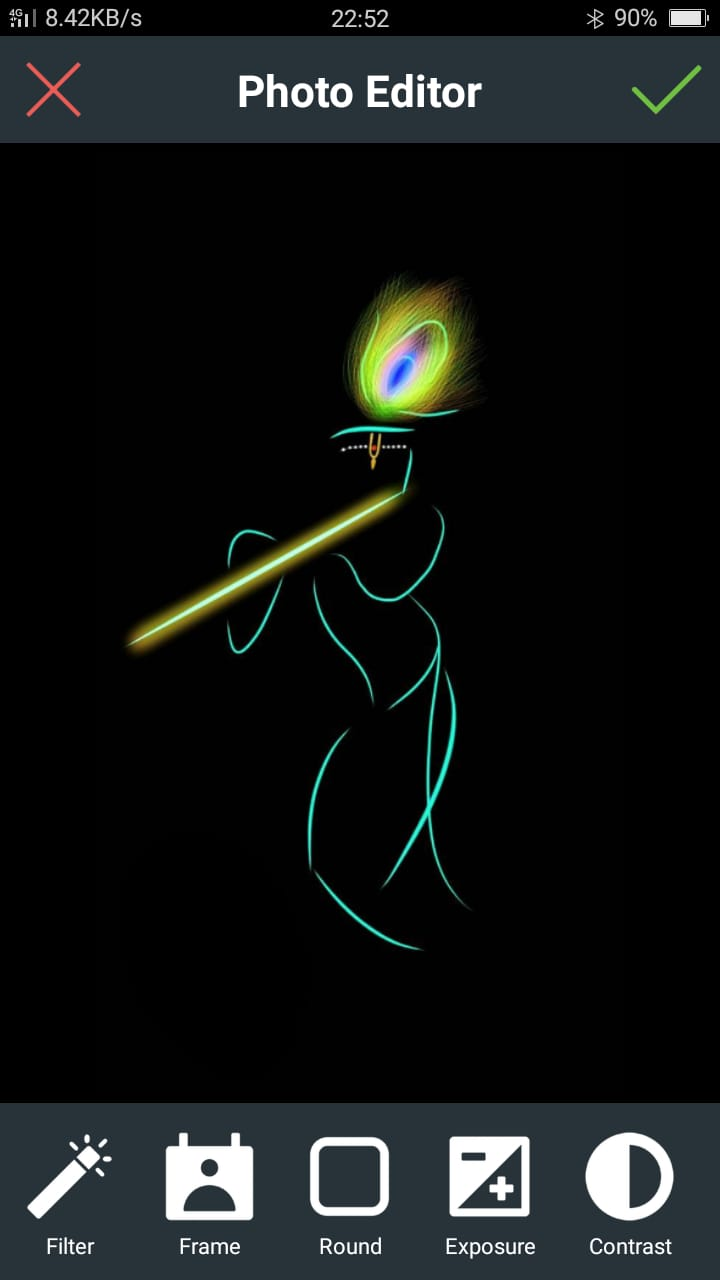 4G 8.42KB/s 22:52 90%
Photo Editor
Filter Frame Round Exposure Contrast